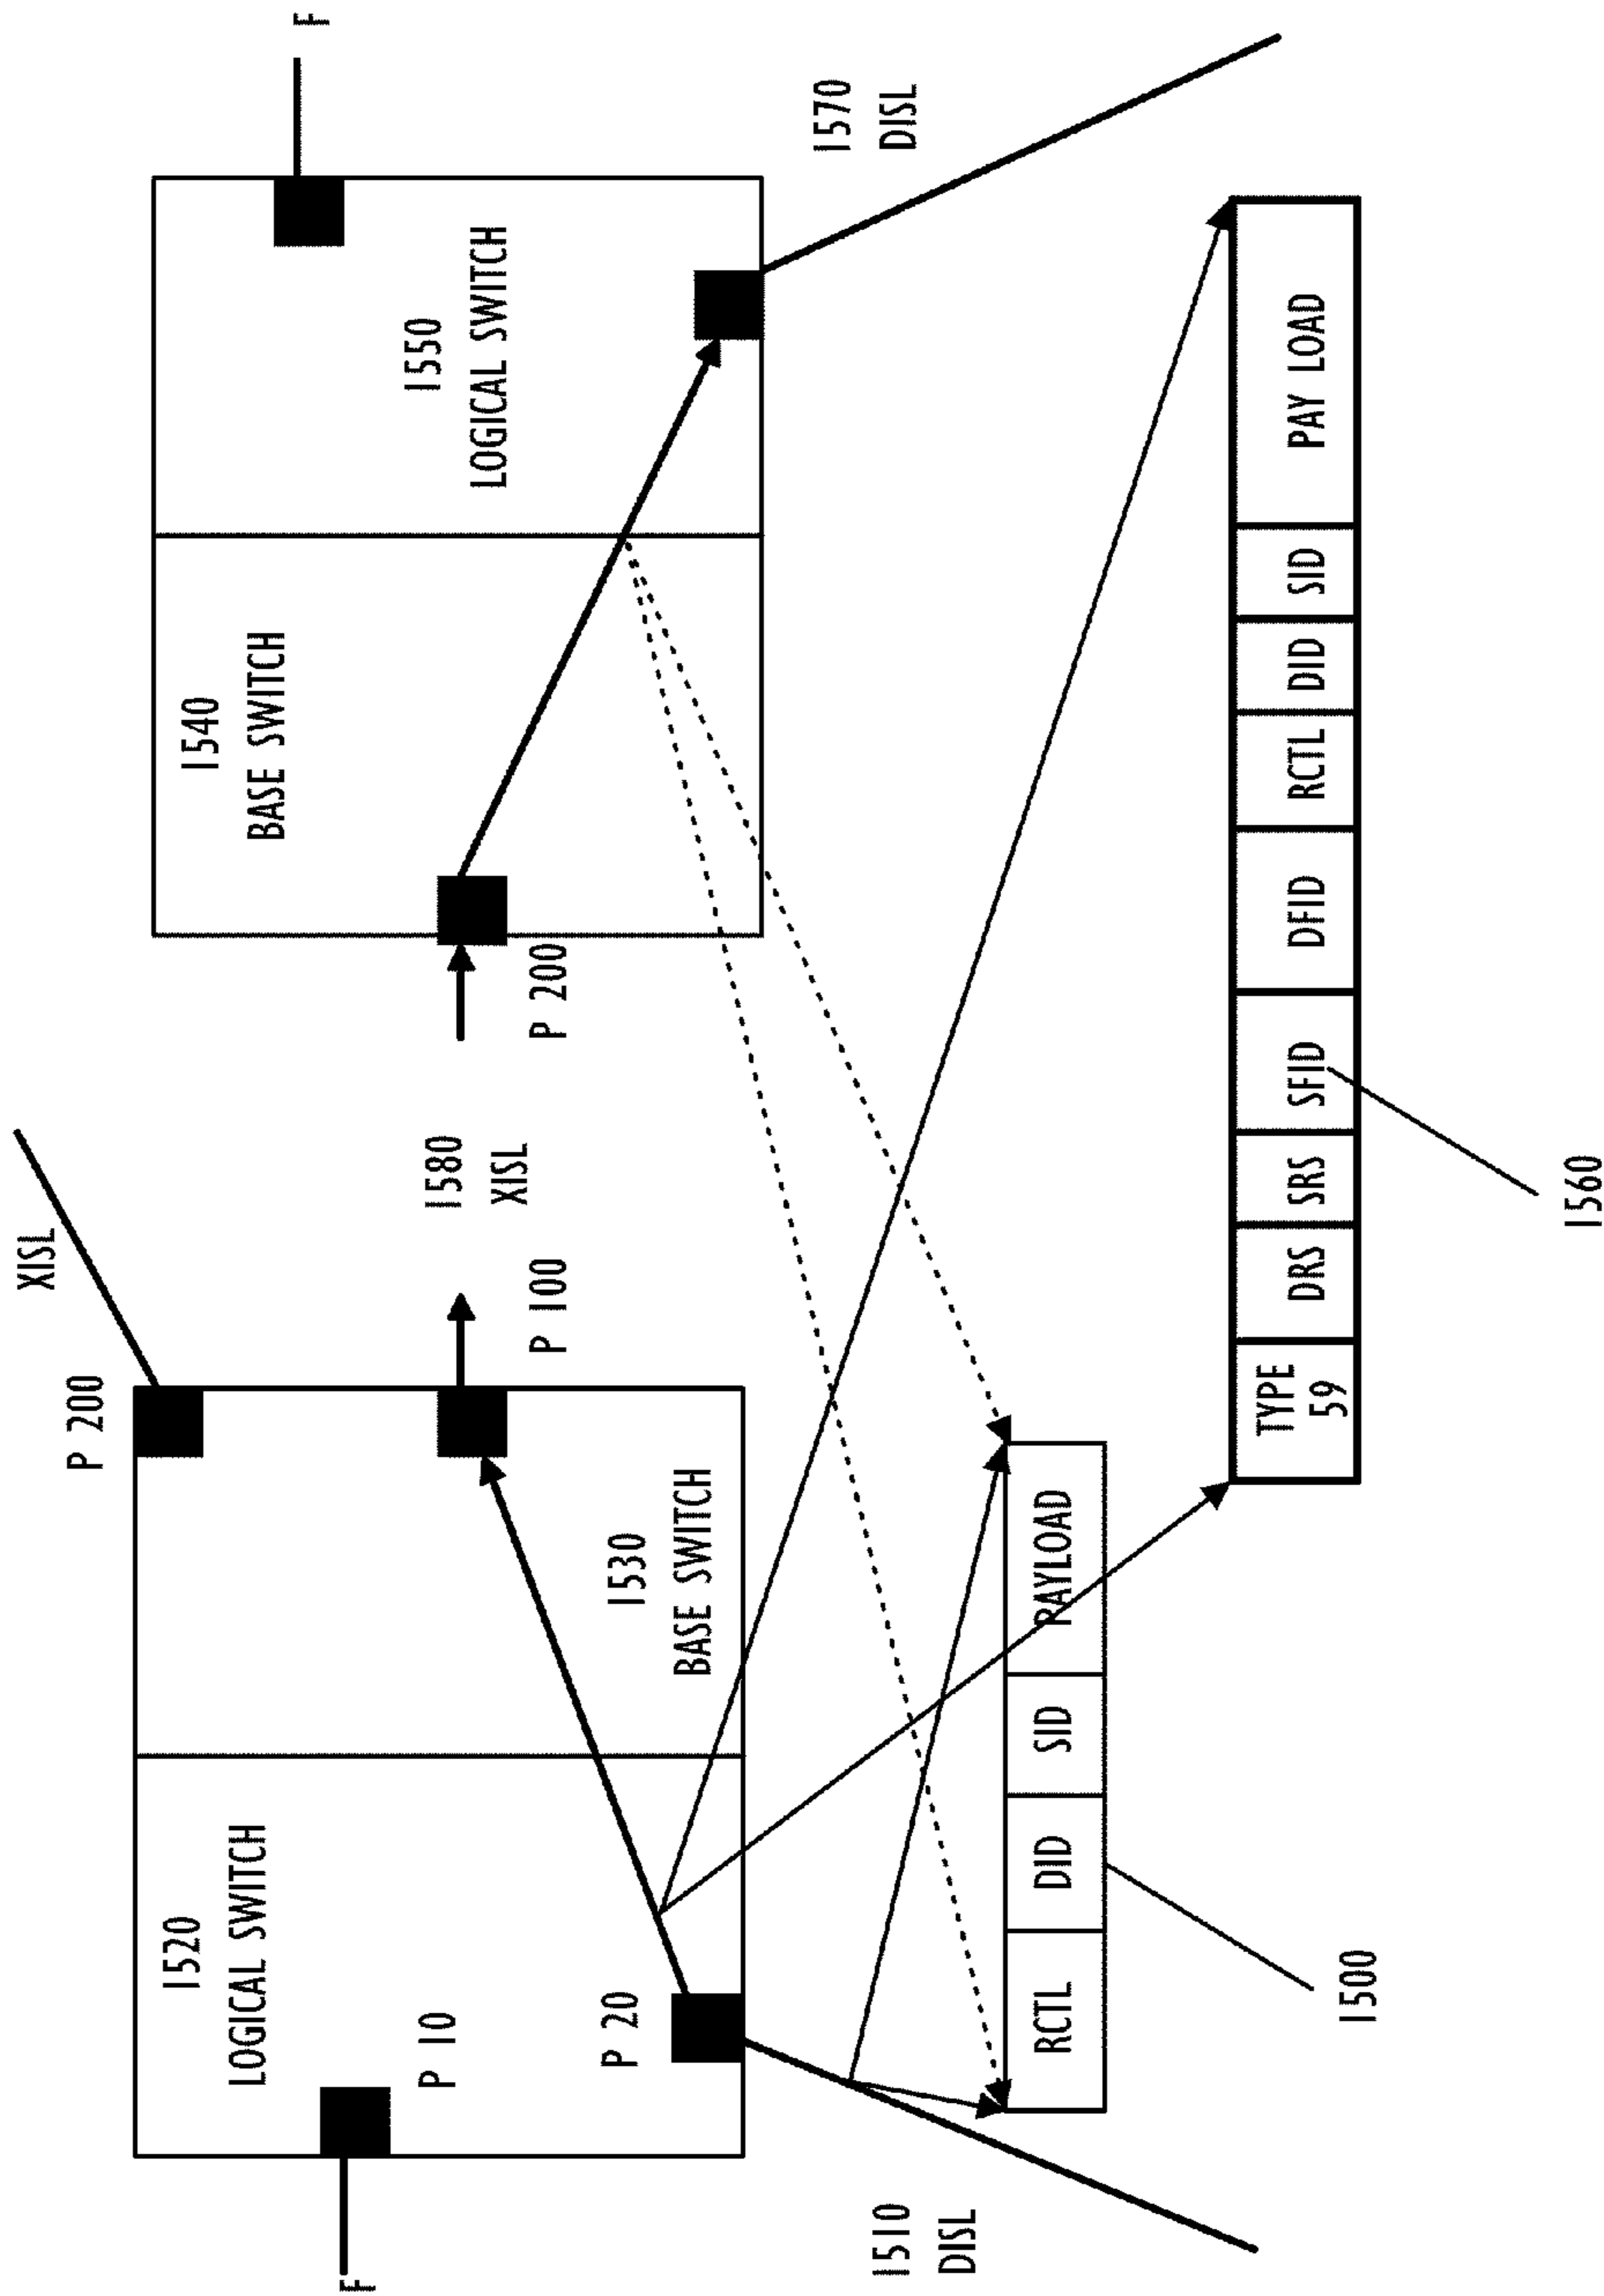 F
1520
LOGICAL SWITCH
P 10
P 20
1510
DISL
P 200
XISL
1530
BASE SWITCH
P 100
1580
XISL
P 200
1540
BASE SWITCH
1550
LOGICAL SWITCH
F
1570
DISL
RCTL DID SID PAYLOAD
1500
TYPE 59 DRS SRS SFID DFID RCTL DID SID PAY LOAD
1560